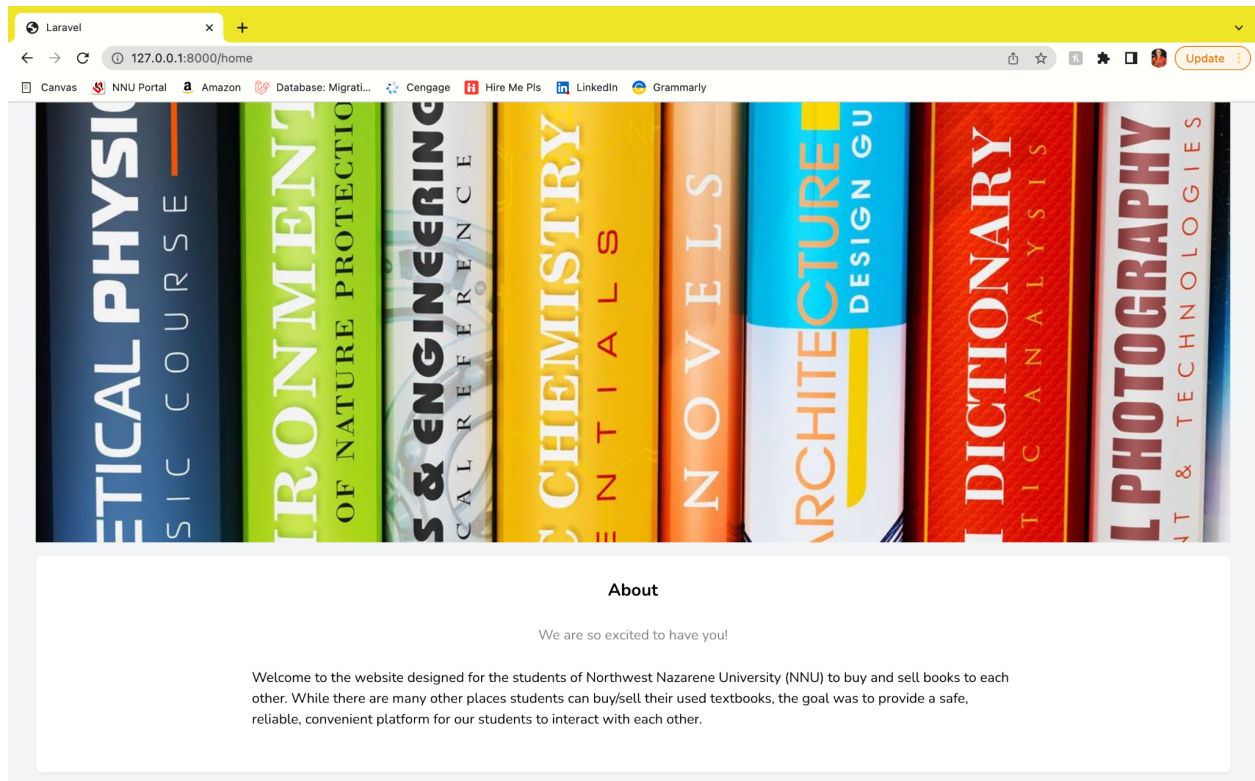 Laravel
127.0.0.1:8000/home
Update
Canvas
NNU Portal
Amazon
Database: Migrati...
Cengage
Hire Me Pls
LinkedIn
Grammarly
ETICAL PHYSIC
SIC COURSE
IRONMENT
OF NATURE PROTECTIO
S & ENGINEERING
CAL REFERENCE
C CHEMISTRY
ENTIALS
NOVELS
ARCHITECTURE
DESIGN GU
DICTIONARY
TIC ANALYSIS
L PHOTOGRAPHY
NT & TECHNOLOGIES
About
We are so excited to have you!
Welcome to the website designed for the students of Northwest Nazarene University (NNU) to buy and sell books to each
other. While there are many other places students can buy/sell their used textbooks, the goal was to provide a safe,
reliable, convenient platform for our students to interact with each other.